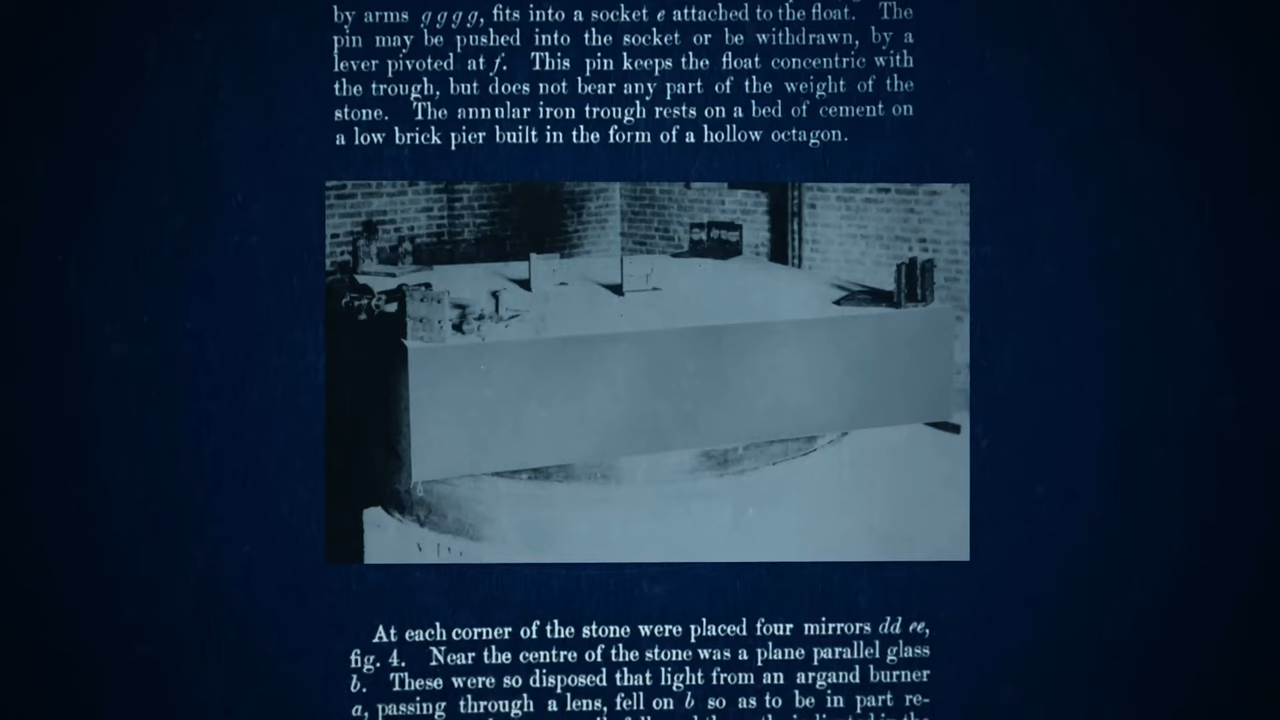 by arms g g g g, fits into a socket e attached to the float. The
pin may be pushed into the socket or be withdrawn, by a
lever pivoted at f. This pin keeps the float concentric with
the trough, but does not bear any part of the weight of the
stone. The annular iron trough rests on a bed of cement on
a low brick pier built in the form of a hollow octagon.
At each corner of the stone were placed four mirrors dd ee,
fig. 4. Near the centre of the stone was a plane parallel glass
b. These were so disposed that light from an argand burner
a, passing through a lens, fell on b so as to be in part re-